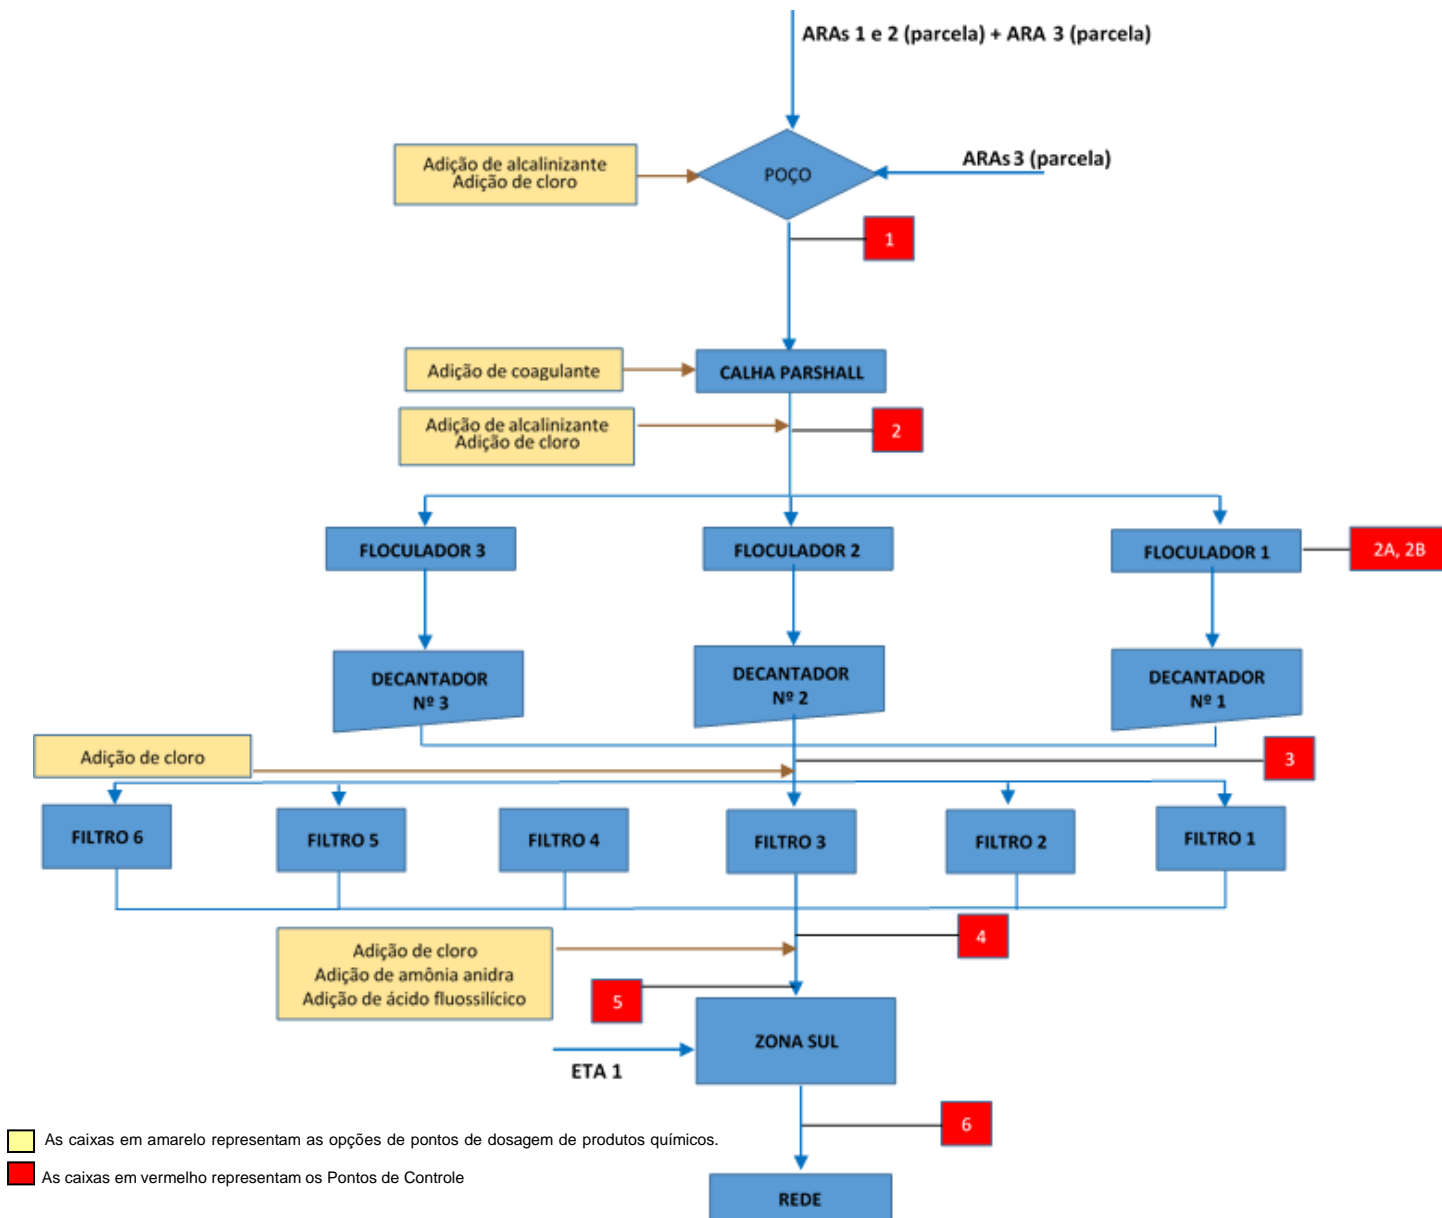 ARAs 1 e 2 (parcela) + ARA 3 (parcela)
Adição de alcalinizante
Adição de cloro
POÇO
ARAs 3 (parcela)
1
Adição de coagulante
CALHA PARSHALL
Adição de alcalinizante
Adição de cloro
2
FLOCULADOR 3
FLOCULADOR 2
FLOCULADOR 1
2A, 2B
DECANTADOR
Nº 3
DECANTADOR
Nº 2
DECANTADOR
Nº 1
Adição de cloro
3
FILTRO 6
FILTRO 5
FILTRO 4
FILTRO 3
FILTRO 2
FILTRO 1
Adição de cloro
Adição de amônia anidra
Adição de ácido fluossilícico
4
5
ZONA SUL
ETA 1
6
As caixas em amarelo representam as opções de pontos de dosagem de produtos químicos.
As caixas em vermelho representam os Pontos de Controle
REDE